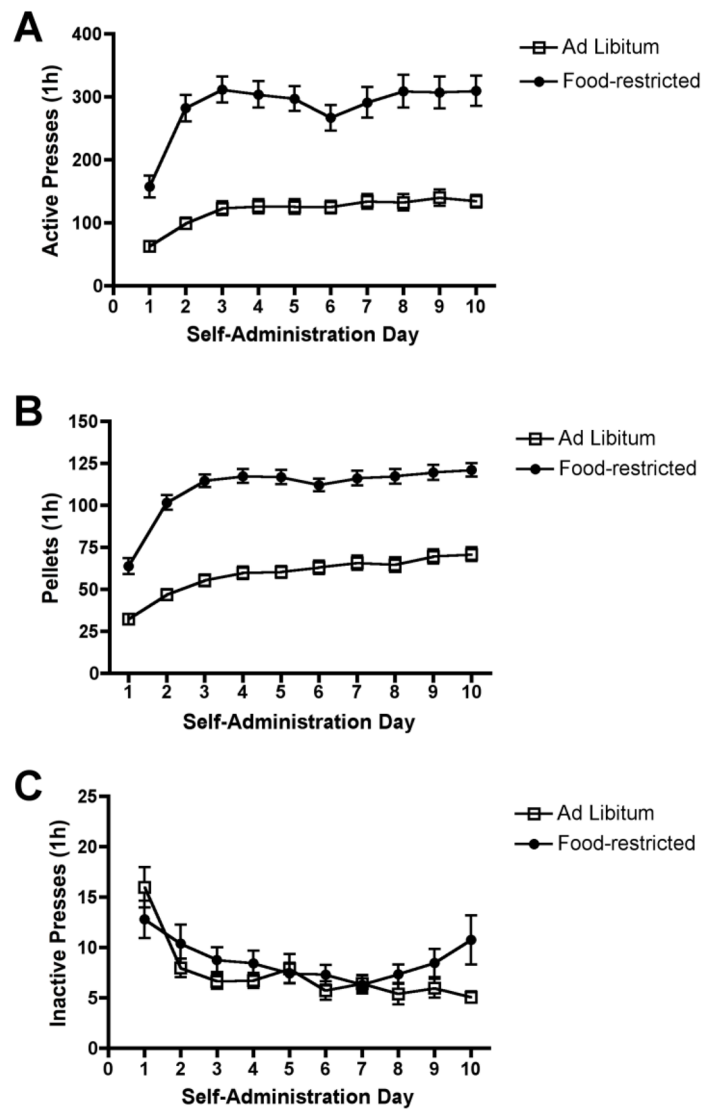 A
Active Presses (1h)
400
300
200
100
0
0 1 2 3 4 5 6 7 8 9 10
Self-Administration Day
Ad Libitum
Food-restricted
B
Pellets (1h)
150
125
100
75
50
25
0
1 2 3 4 5 6 7 8 9 10
Self-Administration Day
Ad Libitum
Food-restricted
C
Inactive Presses (1h)
25
20
15
10
5
0
0 1 2 3 4 5 6 7 8 9 10
Self-Administration Day
Ad Libitum
Food-restricted